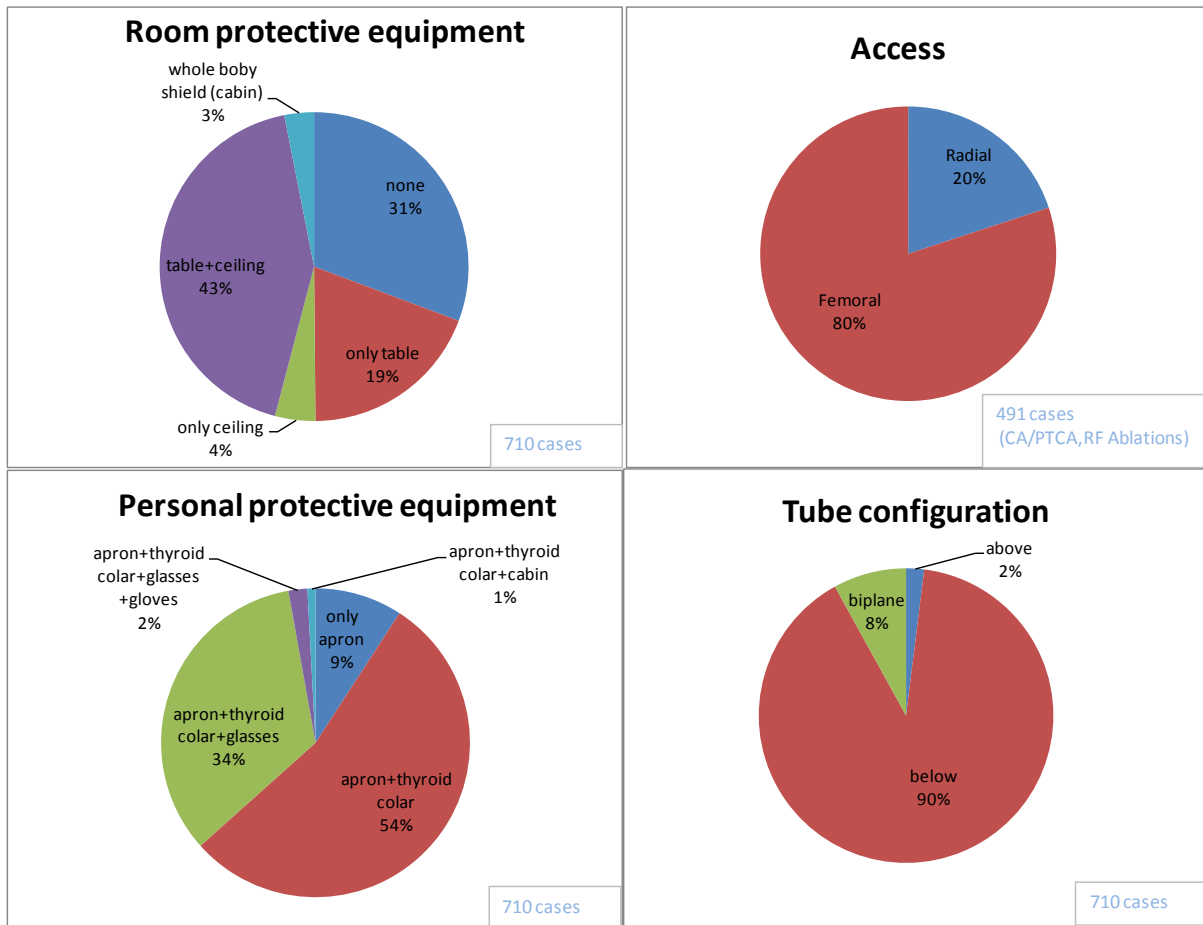 Room protective equipment
whole boby
shield (cabin)
3%
none
31%
table+ceiling
43%
only table
19%
only ceiling
4%
710 cases
Access
Radial
20%
Femoral
80%
491 cases
(CA/PTCA,RF Ablations)
Personal protective equipment
apron+thyroid
colar+glasses
+gloves
2%
apron+thyroid
colar+cabin
1%
only
apron
9%
apron+thyroid
colar+glasses
34%
apron+thyroid
colar
54%
710 cases
Tube configuration
above
2%
biplane
8%
below
90%
710 cases